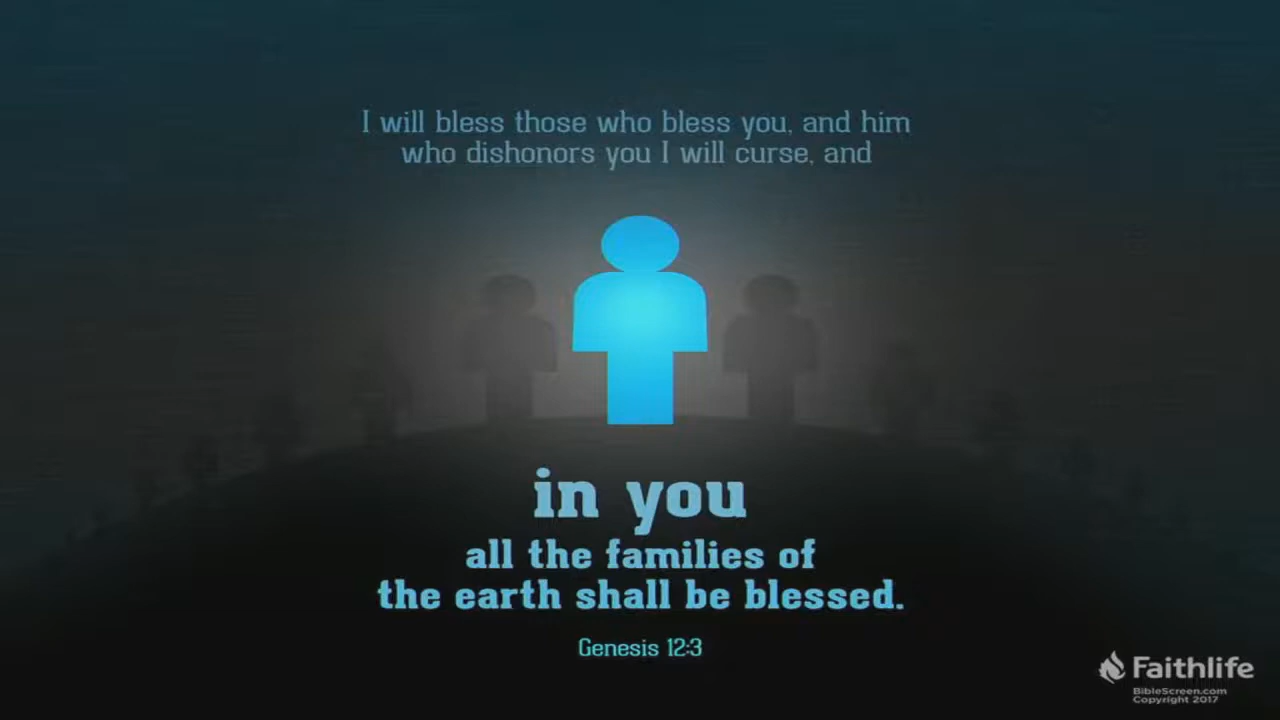 I will bless those who bless you, and him
who dishonors you I will curse, and
in you
all the families of
the earth shall be blessed.
Genesis 12:3
Faithlife
BibleScreen.com
Copyright 2017